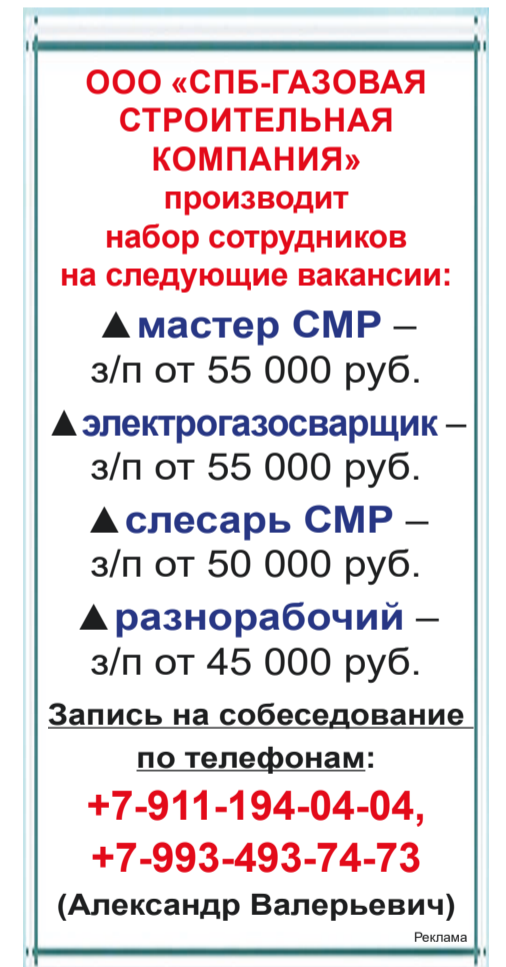 ООО «СПБ-ГАЗОВАЯ
СТРОИТЕЛЬНАЯ
КОМПАНИЯ»
производит
набор сотрудников
на следующие вакансии:
▲мастер СМР –
з/п от 55 000 руб.
▲электрогазосварщик –
з/п от 55 000 руб.
▲слесарь СМР –
з/п от 50 000 руб.
▲разнорабочий –
з/п от 45 000 руб.
Запись на собеседование
по телефонам:
+7-911-194-04-04,
+7-993-493-74-73
(Александр Валерьевич)
Реклама